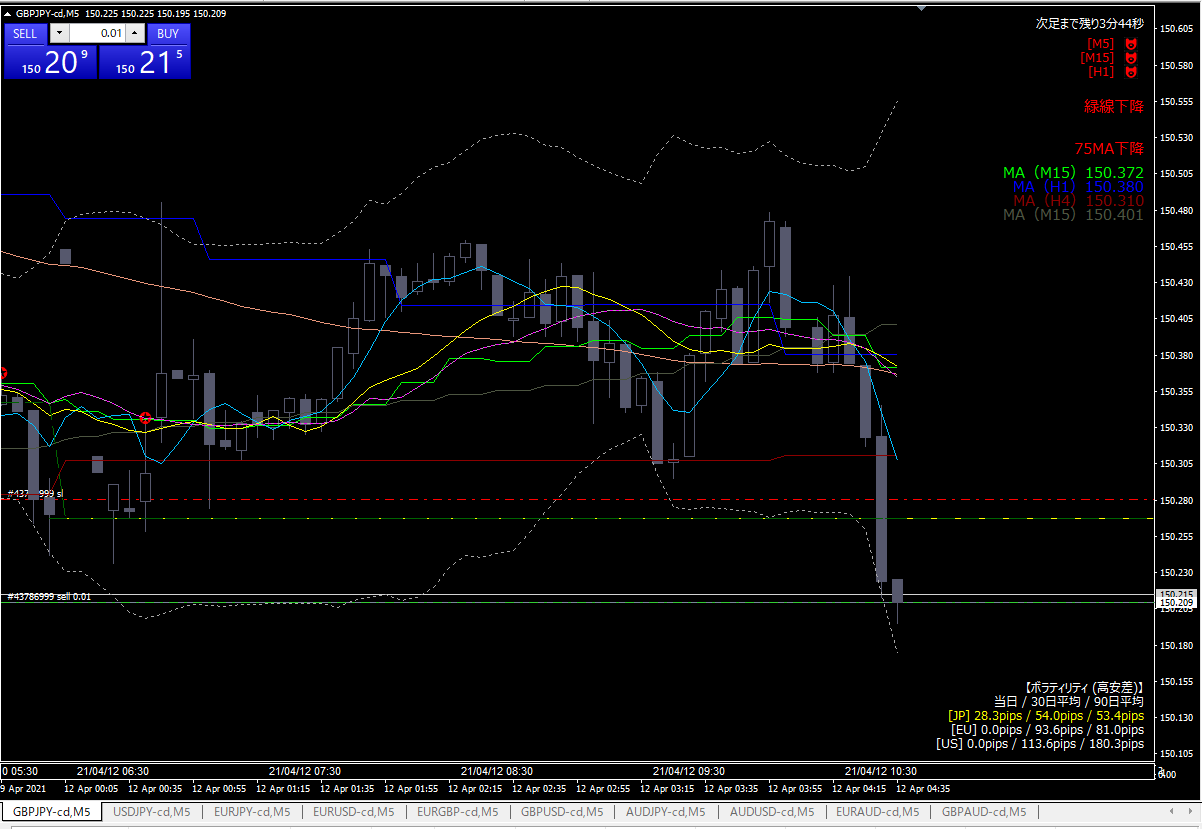 GBPJPY-cd,M5 150.225 150.225 150.195 150.209
SELL 0.01 BUY
150 20 9 150 21 5
次足まで残り3分44秒
[M5]
[M15]
[H1]
緑線下降
75MA下降
MA（M15）150.372
MA（H1）150.380
MA（H4）150.310
MA（M15）150.401
150.605
150.580
150.555
150.530
150.505
150.480
150.455
150.430
150.405
150.380
150.355
150.330
150.305
150.280
150.255
150.230
150.215
150.209
150.205
150.180
150.155
150.130
150.105
#43786999 sell 0.01
【ボラティリティ (高安差)】
当日 / 30日平均 / 90日平均
[JP] 28.3pips / 54.0pips / 53.4pips
[EU] 0.0pips / 93.6pips / 81.0pips
[US] 0.0pips / 113.6pips / 180.3pips
0 05:30 21/04/12 06:30 21/04/12 07:30 21/04/12 08:30 21/04/12 09:30 21/04/12 10:30
9 Apr 2021 12 Apr 00:05 12 Apr 00:35 12 Apr 00:55 12 Apr 01:15 12 Apr 01:35 12 Apr 01:55 12 Apr 02:15 12 Apr 02:35 12 Apr 02:55 12 Apr 03:15 12 Apr 03:35 12 Apr 03:55 12 Apr 04:15 12 Apr 04:35
GBPJPY-cd,M5 USDJPY-cd,M5 EURJPY-cd,M5 EURUSD-cd,M5 EURGBP-cd,M5 GBPUSD-cd,M5 AUDJPY-cd,M5 AUDUSD-cd,M5 EURAUD-cd,M5 GBPAUD-cd,M5